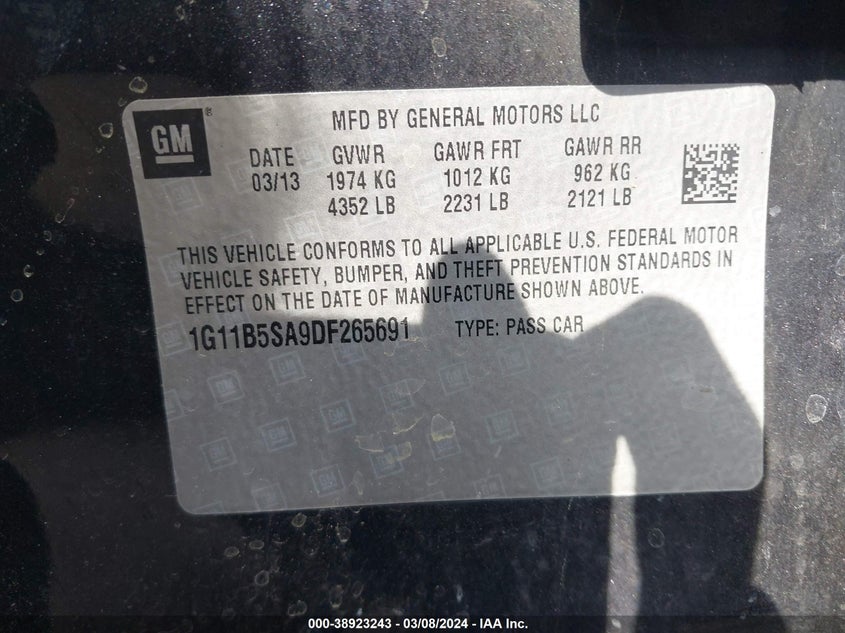 GM
MFD BY GENERAL MOTORS LLC
DATE GVWR GAWR FRT GAWR RR
03/13 1974 KG 1012 KG 962 KG
4352 LB 2231 LB 2121 LB
THIS VEHICLE CONFORMS TO ALL APPLICABLE U.S. FEDERAL MOTOR
VEHICLE SAFETY, BUMPER, AND THEFT PREVENTION STANDARDS IN
EFFECT ON THE DATE OF MANUFACTURE SHOWN ABOVE.
1G11B5SA9DF265691 TYPE: PASS CAR
000-38923243 - 03/08/2024 - IAA Inc.